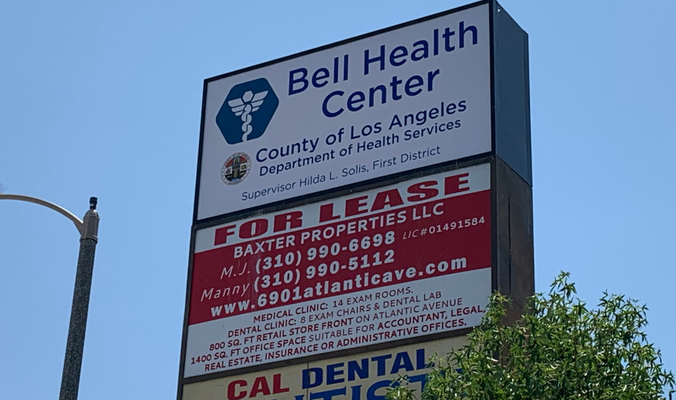 Bell Health
Center
County of Los Angeles
Department of Health Services
Supervisor Hilda L. Solis, First District
FOR LEASE
BAXTER PROPERTIES LLC
M.J. (310) 990-6698 LIC#01491584
Manny (310) 990-5112
www.6901atlanticave.com
MEDICAL CLINIC: 14 EXAM ROOMS.
DENTAL CLINIC: 8 EXAM CHAIRS & DENTAL LAB
800 SQ. FT RETAIL STORE FRONT ON ATLANTIC AVENUE
1400 SQ. FT OFFICE SPACE SUITABLE FOR ACCOUNTANT, LEGAL,
REAL ESTATE, INSURANCE OR ADMINISTRATIVE OFFICES.
CAL DENTAL